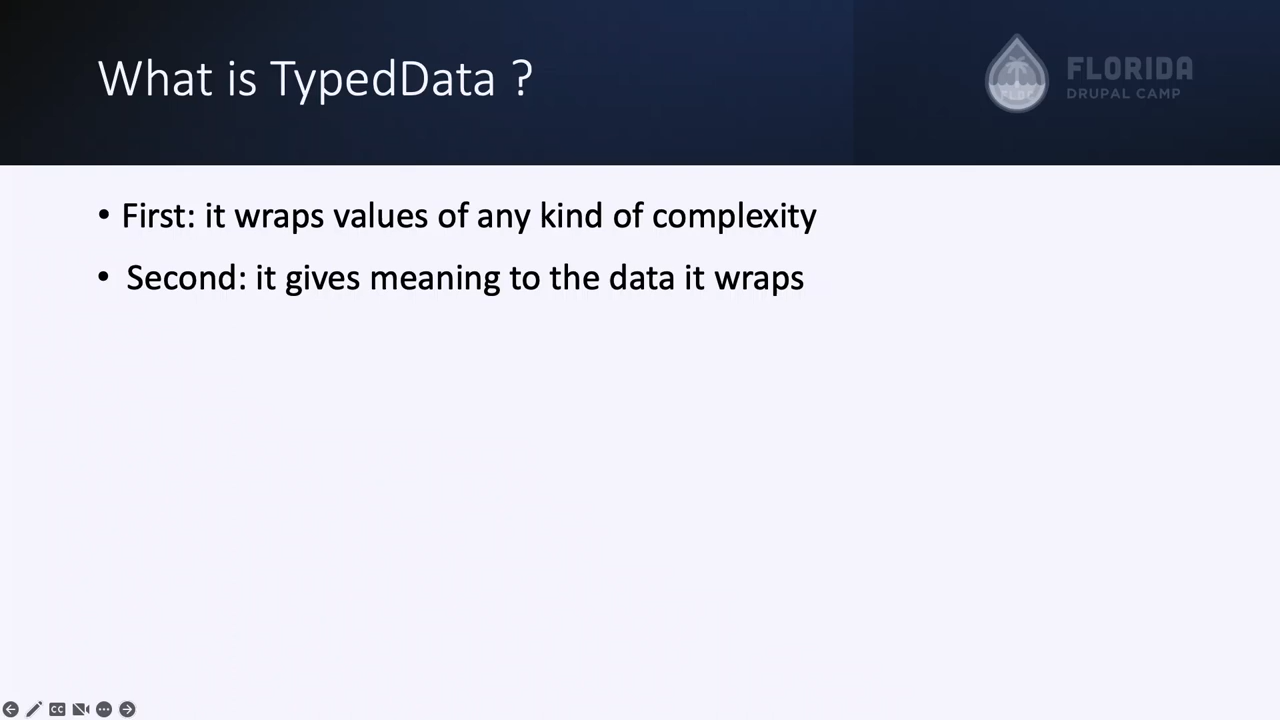 What is TypedData ?
FLORIDA
DRUPAL CAMP
• First: it wraps values of any kind of complexity
• Second: it gives meaning to the data it wraps
CC